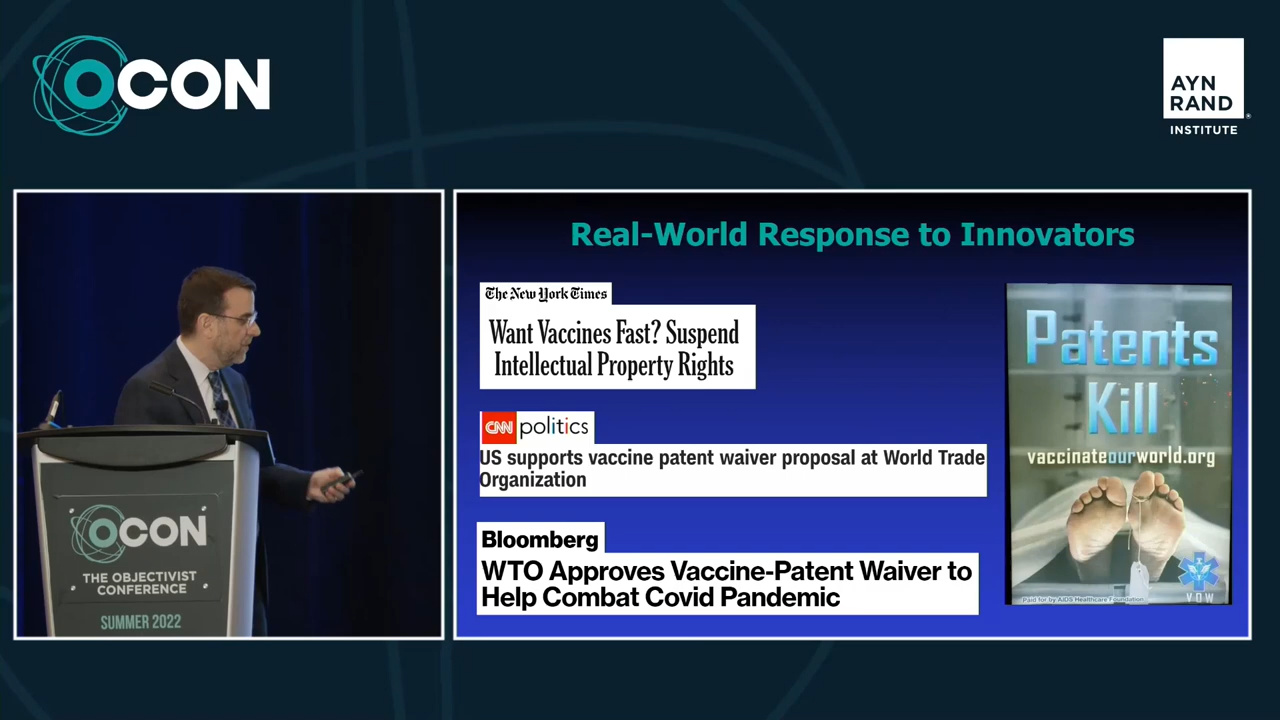 OCON
AYN
RAND
INSTITUTE
Real-World Response to Innovators
The New York Times
Want Vaccines Fast? Suspend
Intellectual Property Rights
CNN politics
US supports vaccine patent waiver proposal at World Trade
Organization
Bloomberg
WTO Approves Vaccine-Patent Waiver to
Help Combat Covid Pandemic
Patents
Kill
vaccinateourworld.org
Paid for by AIDS Healthcare Foundation
VOW
OCON
THE OBJECTIVIST
CONFERENCE
SUMMER 2022